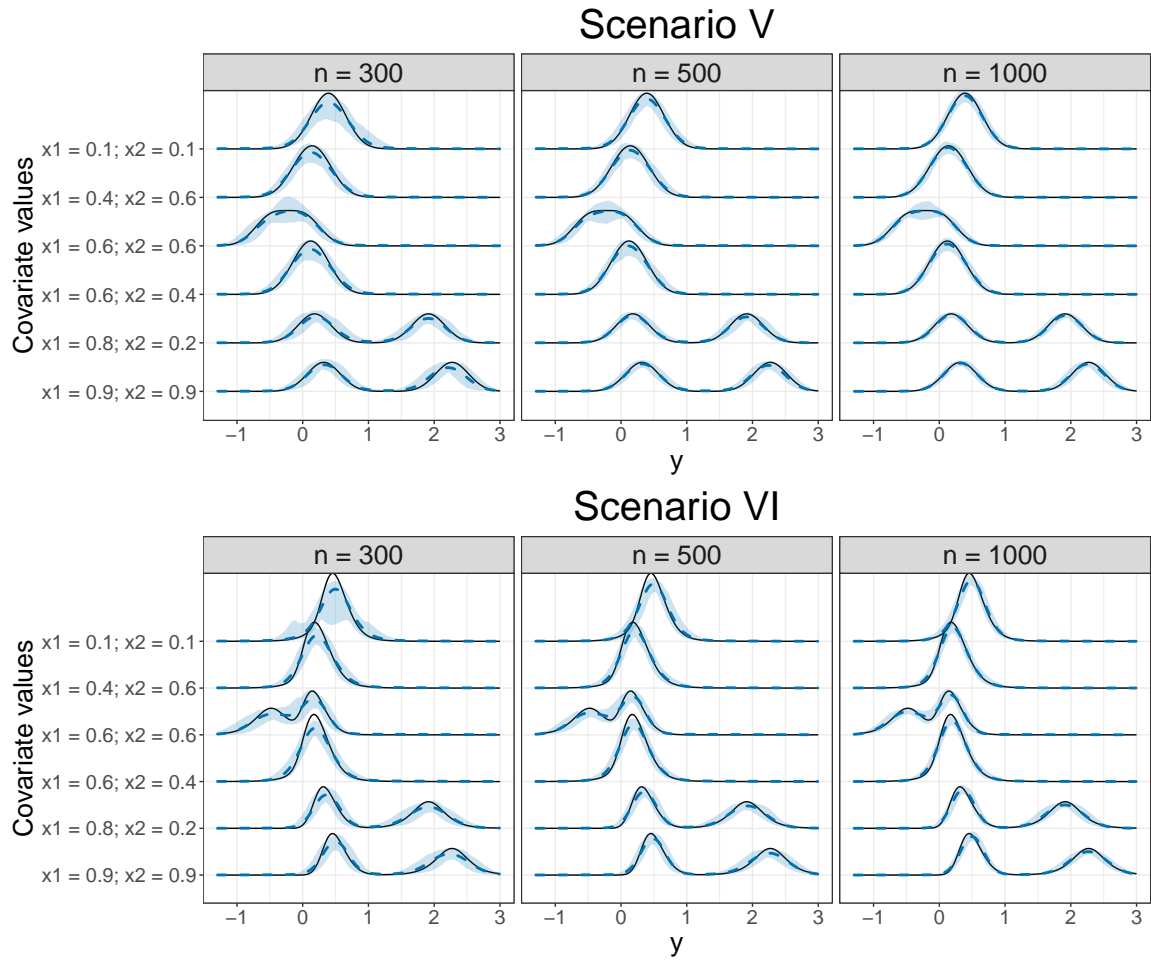 Scenario V
n = 300 n = 500 n = 1000
Covariate values
x1 = 0.1; x2 = 0.1
x1 = 0.4; x2 = 0.6
x1 = 0.6; x2 = 0.6
x1 = 0.6; x2 = 0.4
x1 = 0.8; x2 = 0.2
x1 = 0.9; x2 = 0.9
−1 0 1 2 3 −1 0 1 2 3 −1 0 1 2 3
y
Scenario VI
n = 300 n = 500 n = 1000
Covariate values
x1 = 0.1; x2 = 0.1
x1 = 0.4; x2 = 0.6
x1 = 0.6; x2 = 0.6
x1 = 0.6; x2 = 0.4
x1 = 0.8; x2 = 0.2
x1 = 0.9; x2 = 0.9
−1 0 1 2 3 −1 0 1 2 3 −1 0 1 2 3
y